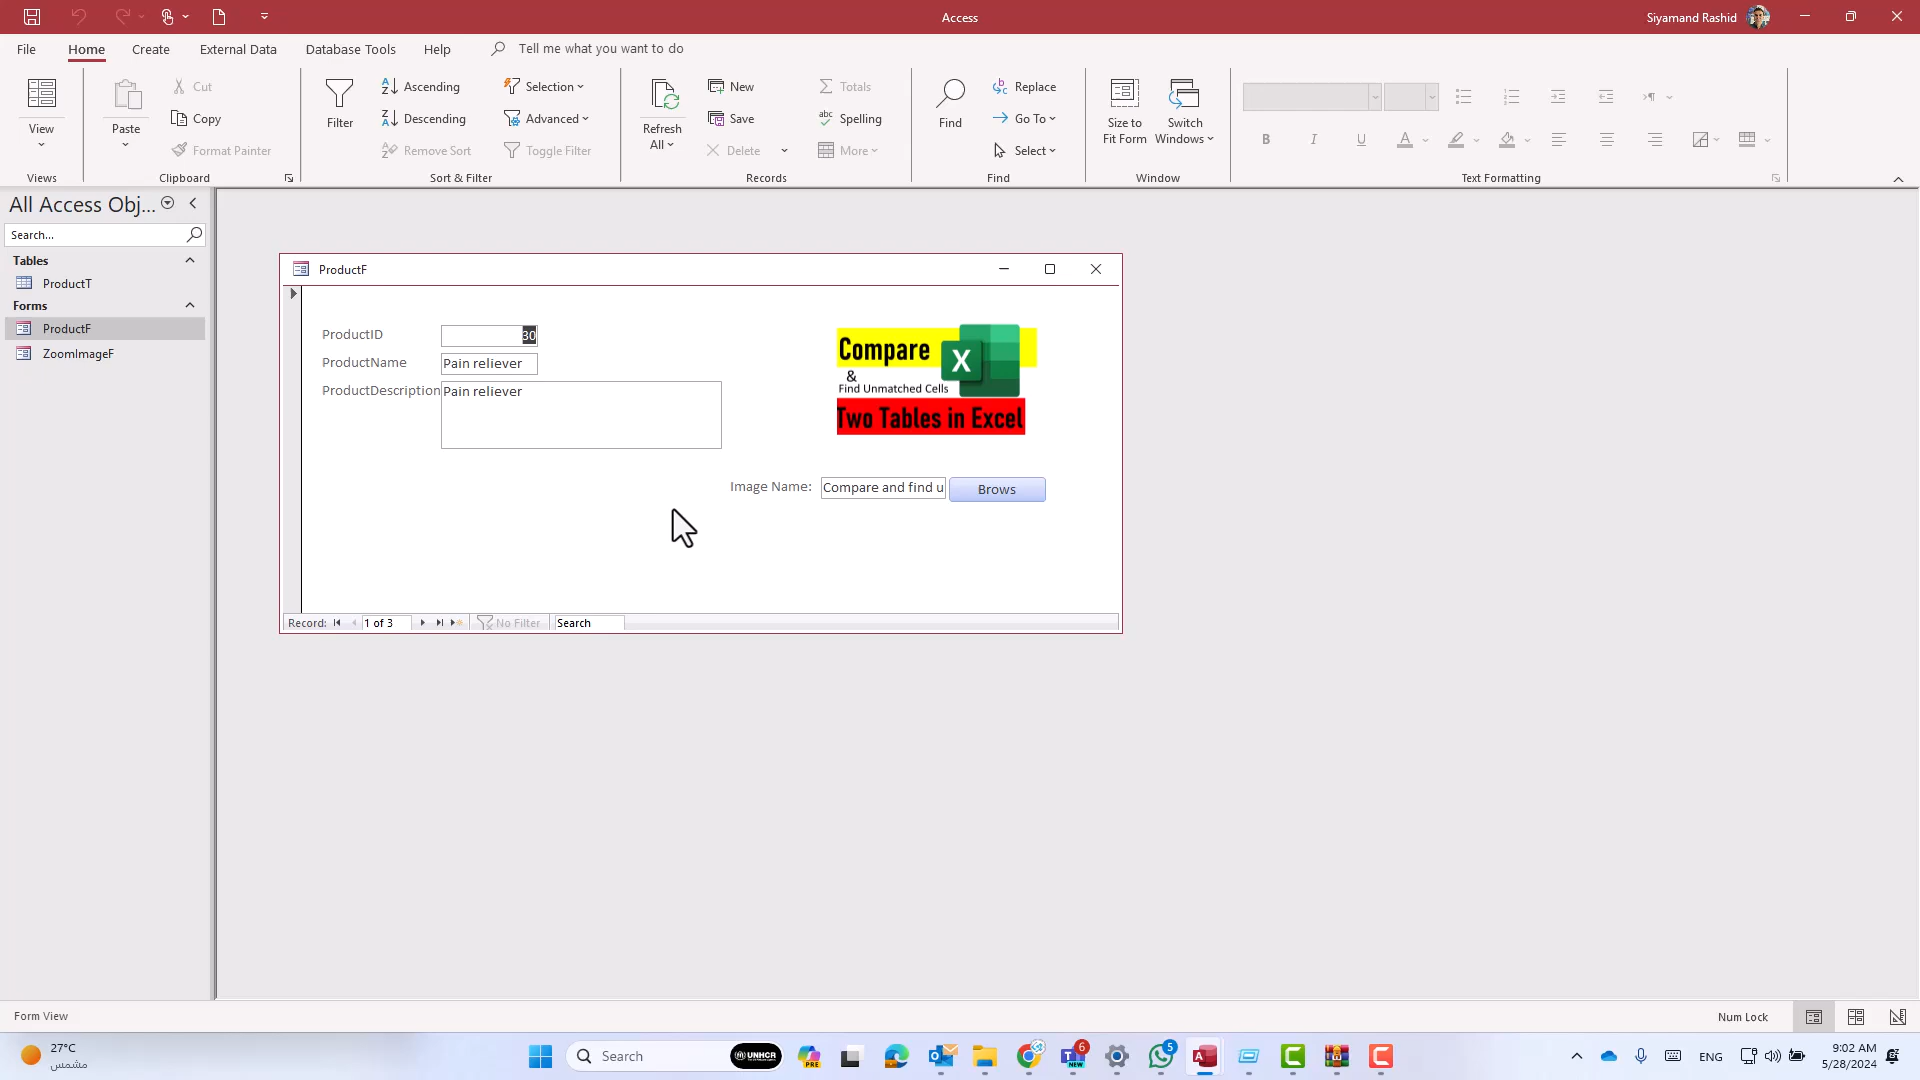 Access
Siyamand Rashid
File
Home
Create
External Data
Database Tools
Help
Tell me what you want to do
View
Views
Paste
Cut
Copy
Format Painter
Clipboard
Filter
Ascending
Descending
Remove Sort
Selection
Advanced
Toggle Filter
Sort & Filter
Refresh
All
New
Save
Delete
Totals
Spelling
More
Records
Find
Replace
Go To
Select
Find
Size to
Fit Form
Switch
Windows
Window
B
I
U
A
Text Formatting
All Access Obj...
Search...
Tables
ProductT
Forms
ProductF
ZoomImageF
ProductF
ProductID
30
ProductName
Pain reliever
ProductDescription
Pain reliever
Compare
X
&
Find Unmatched Cells
Two Tables in Excel
Image Name:
Compare and find u
Brows
Record:
1 of 3
No Filter
Search
Form View
Num Lock
27°C
مشمس
Search
UNHCR
PRE
6
NEW
5
ENG
9:02 AM
5/28/2024